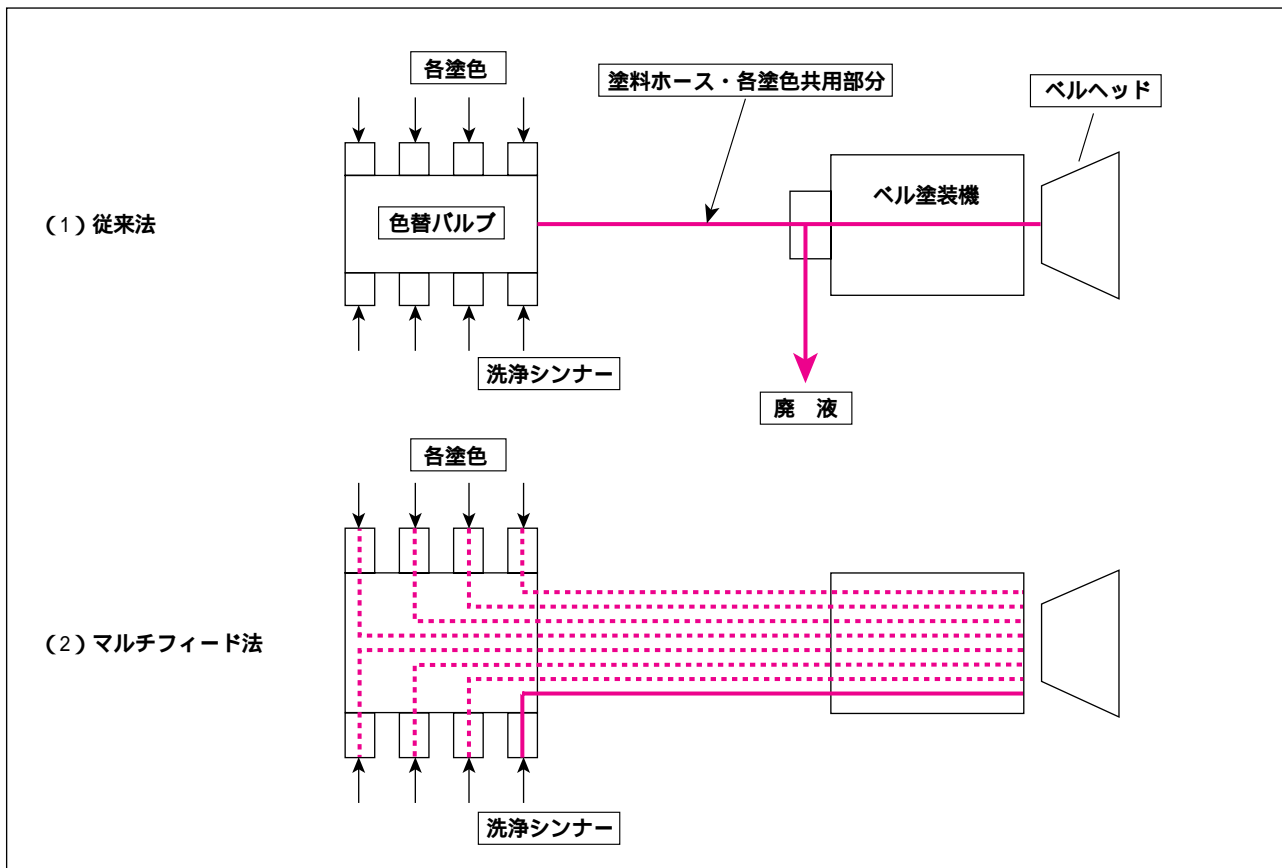 各塗色
塗料ホース・各塗色共用部分
ベルヘッド
ベル塗装機
(1)従来法
色替バルブ
洗浄シンナー
廃　液
各塗色
(2)マルチフィード法
洗浄シンナー